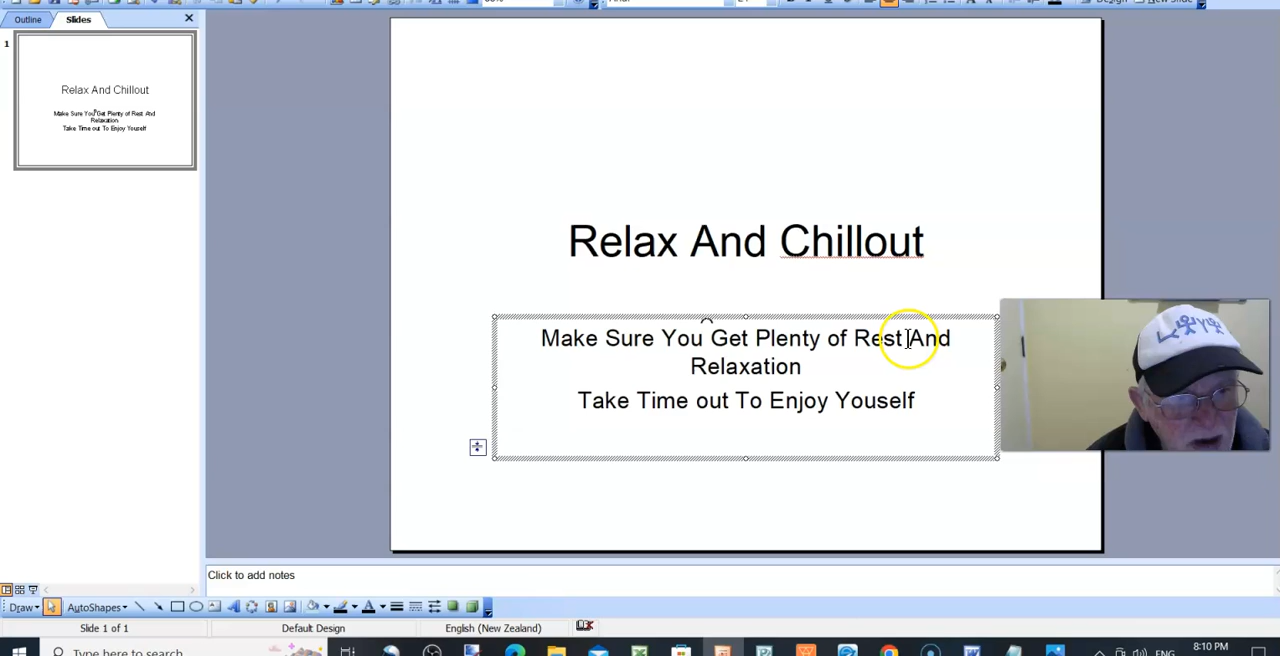 Outline
Slides
1
Relax And Chillout
Make Sure You Get Plenty of Rest And
Relaxation
Take Time out To Enjoy Youself
Relax And Chillout
Make Sure You Get Plenty of Rest And
Relaxation
Take Time out To Enjoy Youself
Click to add notes
Draw
AutoShapes
Slide 1 of 1
Default Design
English (New Zealand)
Type here to search
ENG
8:10 PM